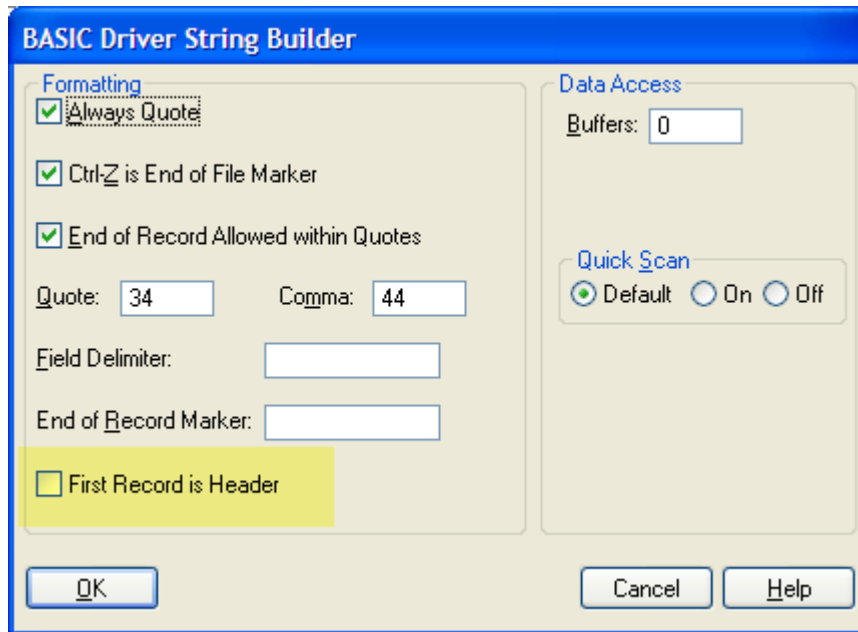 BASIC Driver String Builder
Formatting
Always Quote
Ctrl-Z is End of File Marker
End of Record Allowed within Quotes
Quote: 34 Comma: 44
Field Delimiter:
End of Record Marker:
First Record is Header
Data Access
Buffers: 0
Quick Scan
Default On Off
OK Cancel Help